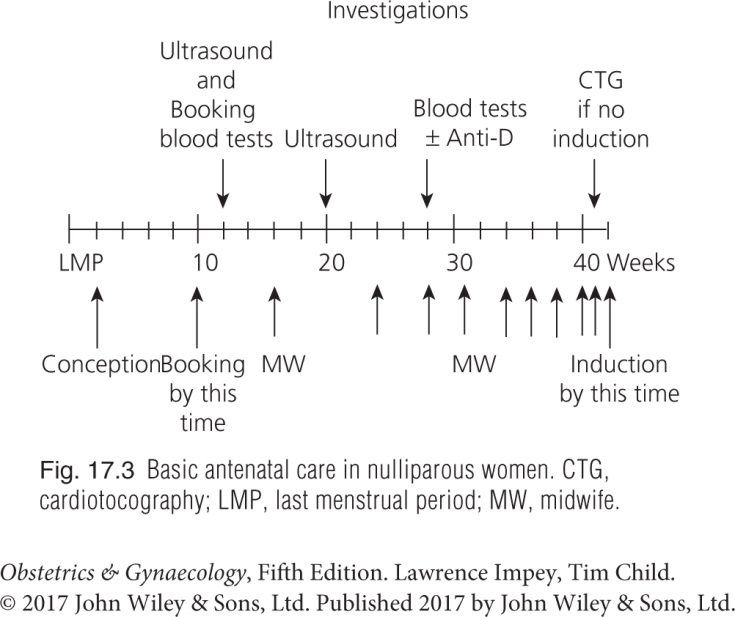 Investigations
Ultrasound
and
Booking
blood tests
Ultrasound
Blood tests
± Anti-D
CTG
if no
induction
LMP 10 20 30 40 Weeks
Conception
Booking
by this
time
MW
MW
Induction
by this time
Fig. 17.3 Basic antenatal care in nulliparous women. CTG,
cardiotocography; LMP, last menstrual period; MW, midwife.
Obstetrics & Gynaecology, Fifth Edition. Lawrence Impey, Tim Child.
© 2017 John Wiley & Sons, Ltd. Published 2017 by John Wiley & Sons, Ltd.